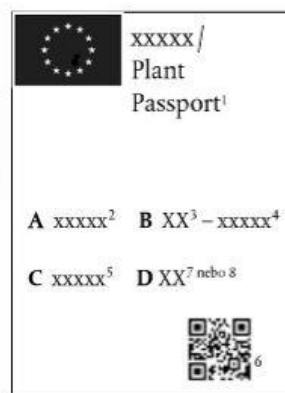 xxxxx /
Plant
Passport¹
A xxxxx² B XX³ – xxxxx⁴
C xxxxx⁵ D XX⁷ ⁿᵉᵇᵒ ⁸
6